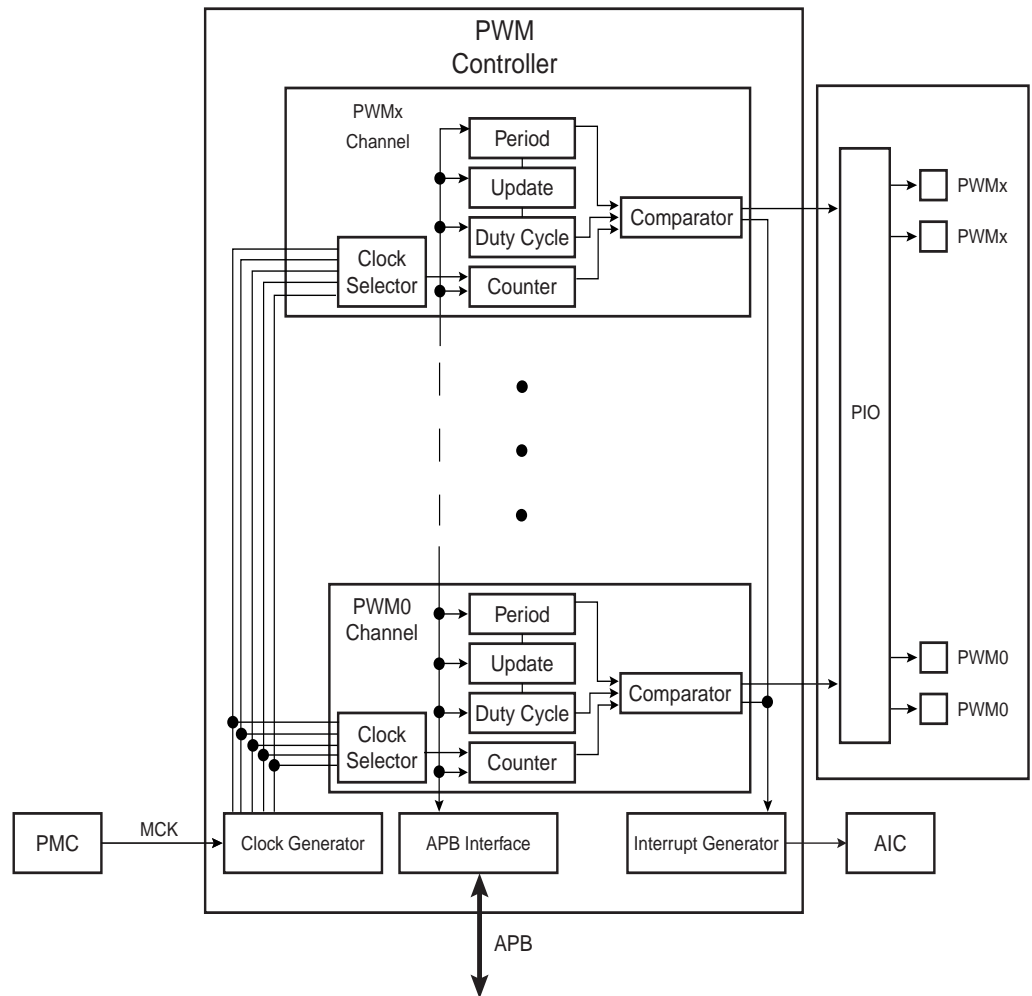 PWM
Controller
PWMx
Channel
Period
Update
Duty Cycle
Counter
Clock
Selector
Comparator
PWMx
PWMx
PIO
PWM0
Channel
Period
Update
Duty Cycle
Counter
Clock
Selector
Comparator
PWM0
PWM0
PMC
MCK
Clock Generator
APB Interface
Interrupt Generator
AIC
APB